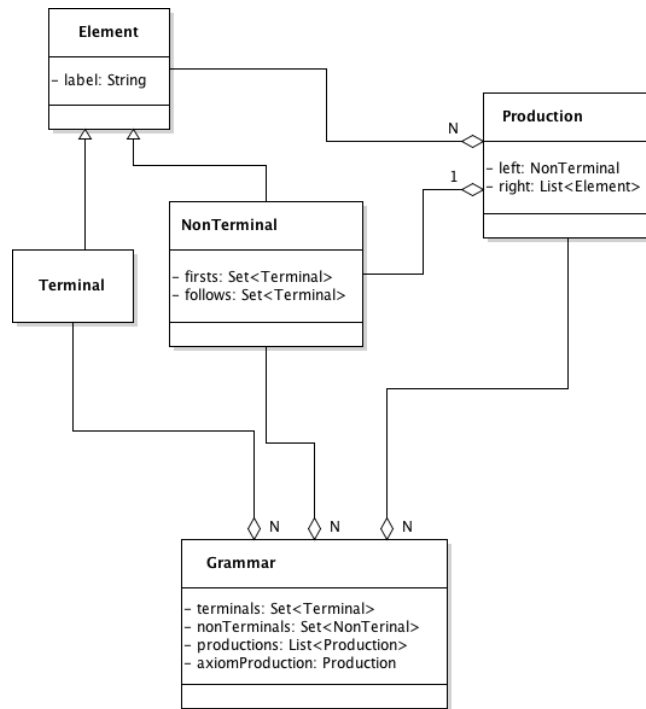 Element
- label: String
N
Production
- left: NonTerminal
- right: List<Element>
1
NonTerminal
- firsts: Set<Terminal>
- follows: Set<Terminal>
Terminal
N
N
N
Grammar
- terminals: Set<Terminal>
- nonTerminals: Set<NonTerinal>
- productions: List<Production>
- axiomProduction: Production